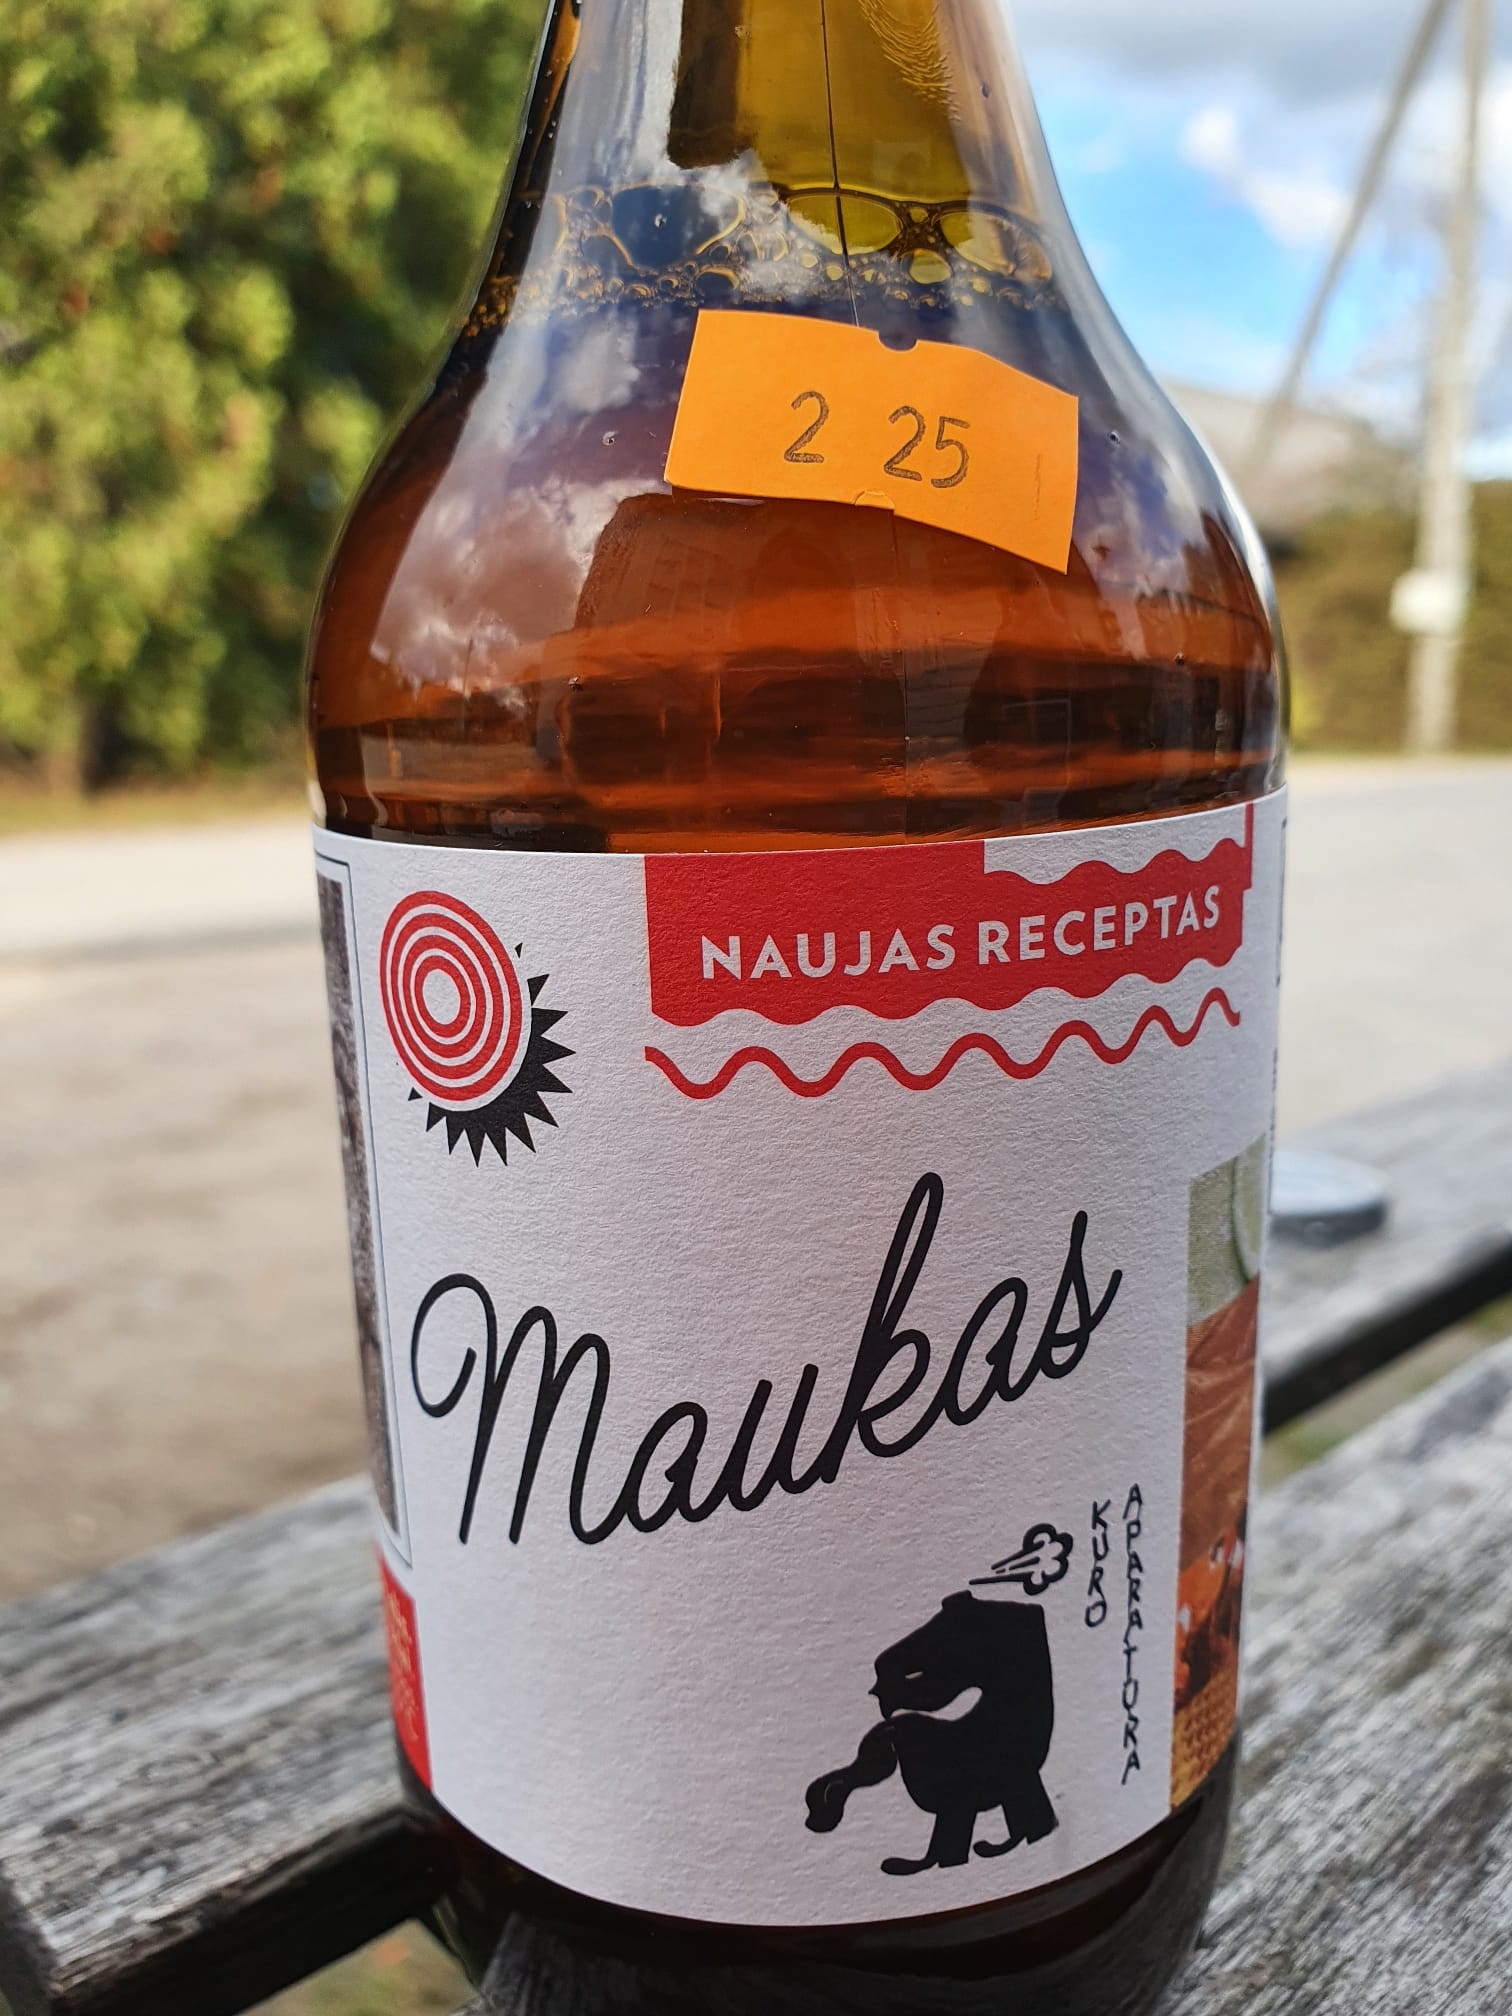 2 25
NAUJAS RECEPTAS
Maukas
KURO
APARATŪRA